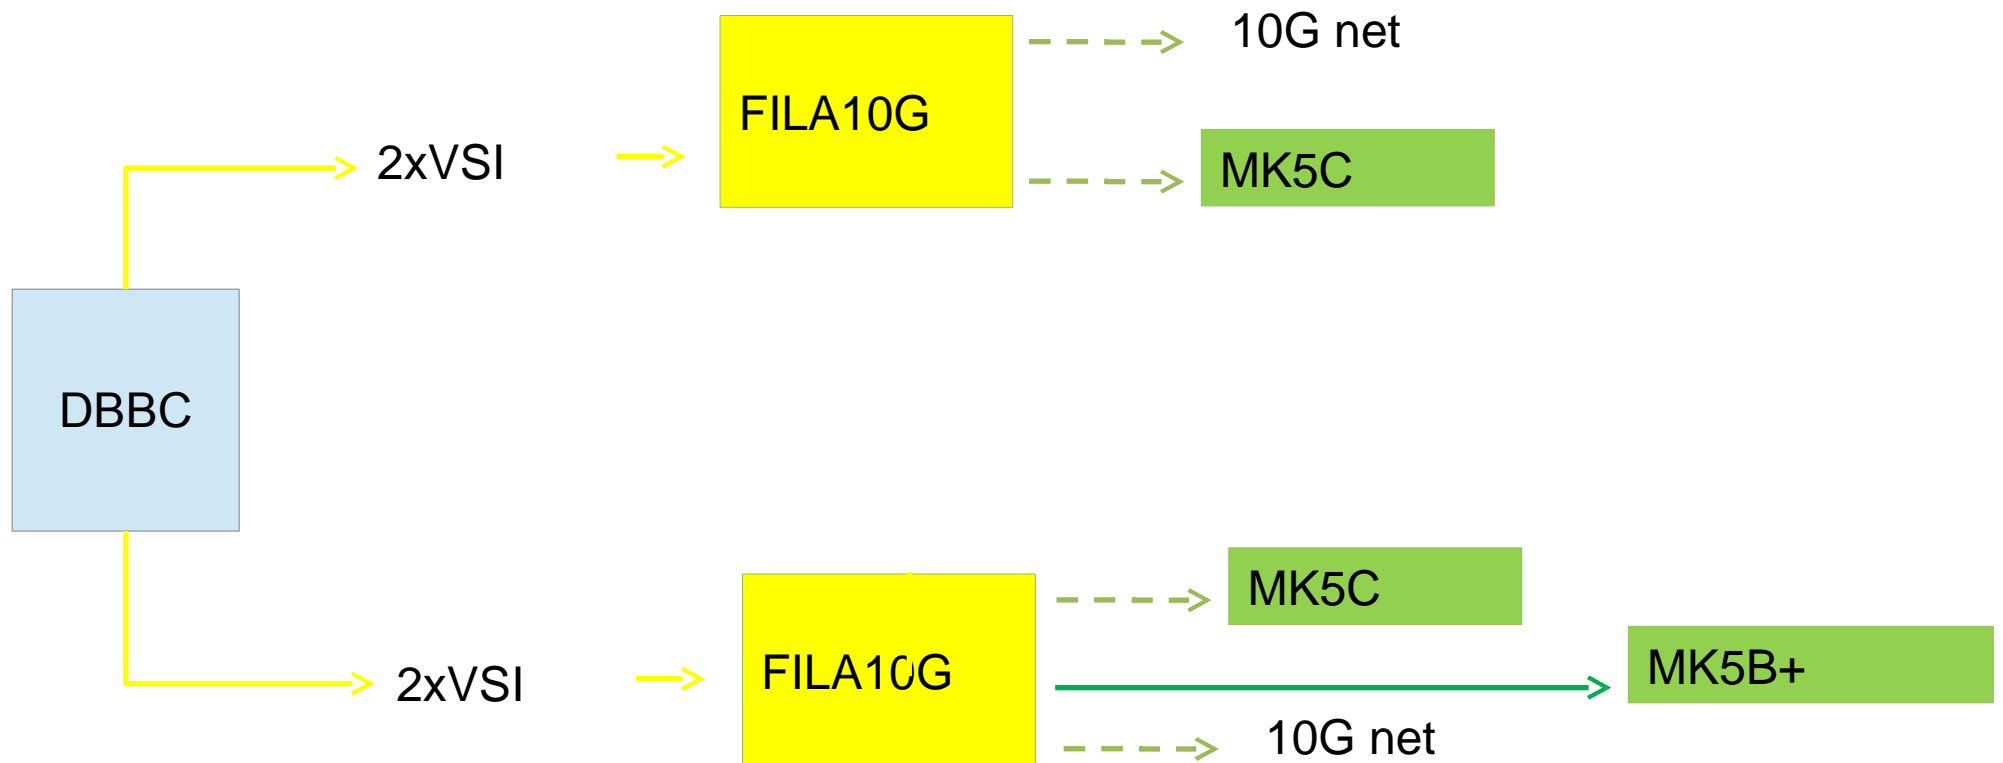 10G net
FILA10G
2xVSI
MK5C
DBBC
MK5C
FILA10G
2xVSI
MK5B+
10G net